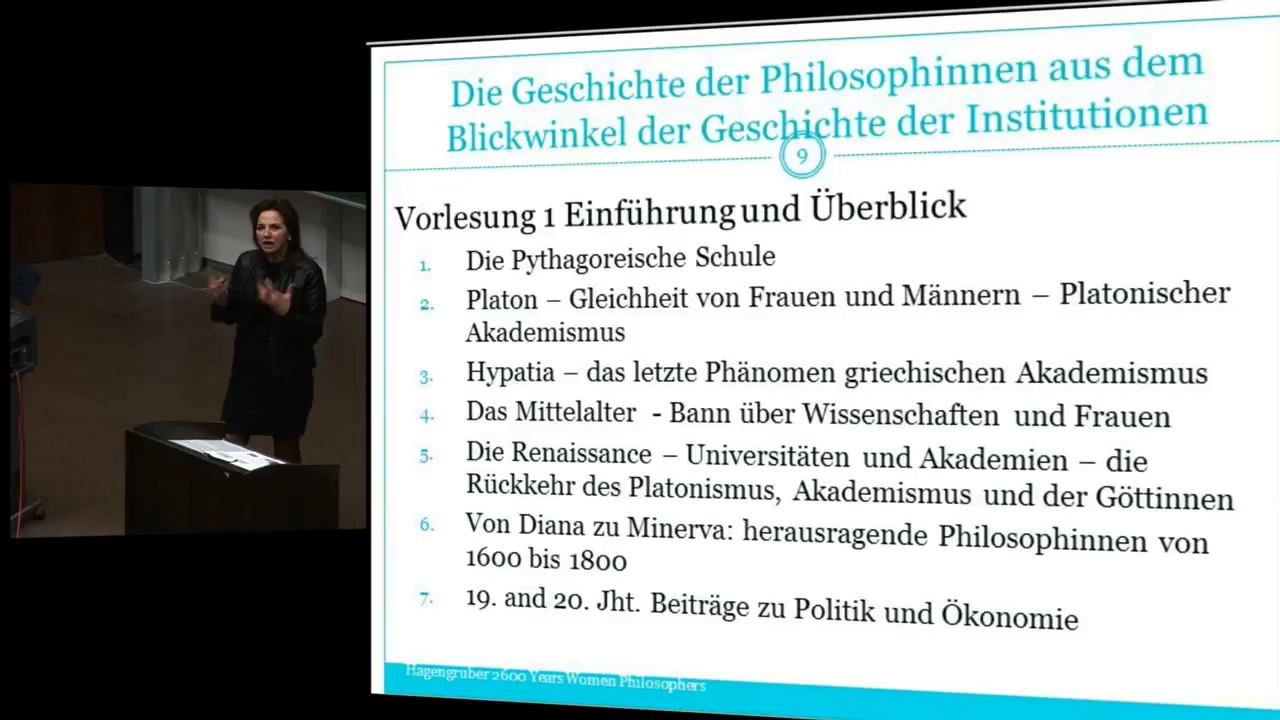 Die Geschichte der Philosophinnen aus dem
Blickwinkel der Geschichte der Institutionen
9
Vorlesung 1 Einführung und Überblick
1. Die Pythagoreische Schule
2. Platon – Gleichheit von Frauen und Männern – Platonischer
Akademismus
3. Hypatia – das letzte Phänomen griechischen Akademismus
4. Das Mittelalter - Bann über Wissenschaften und Frauen
5. Die Renaissance – Universitäten und Akademien – die
Rückkehr des Platonismus, Akademismus und der Göttinnen
6. Von Diana zu Minerva: herausragende Philosophinnen von
1600 bis 1800
7. 19. and 20. Jht. Beiträge zu Politik und Ökonomie
Hagengruber 2600 Years Women Philosophers